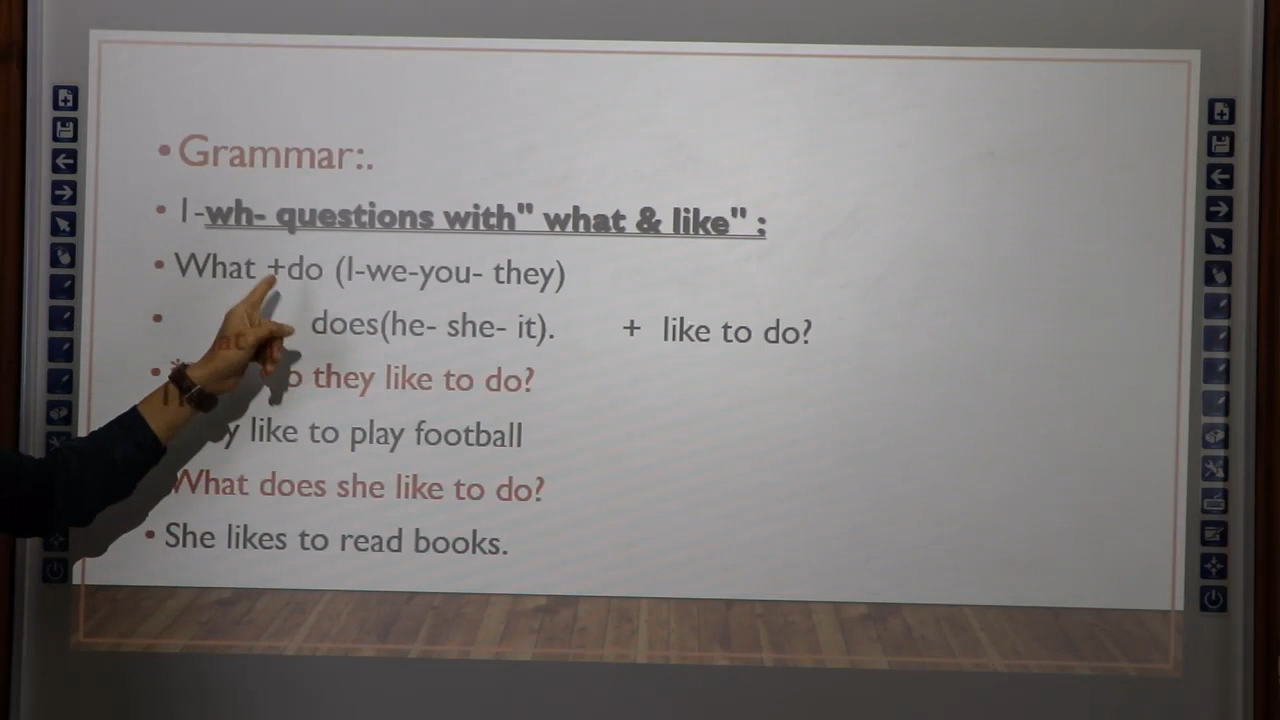 • Grammar:.
• 1-wh- questions with" what & like" :
• What +do (I-we-you- they)
• does(he- she- it). + like to do?
• they like to do?
like to play football
What does she like to do?
• She likes to read books.